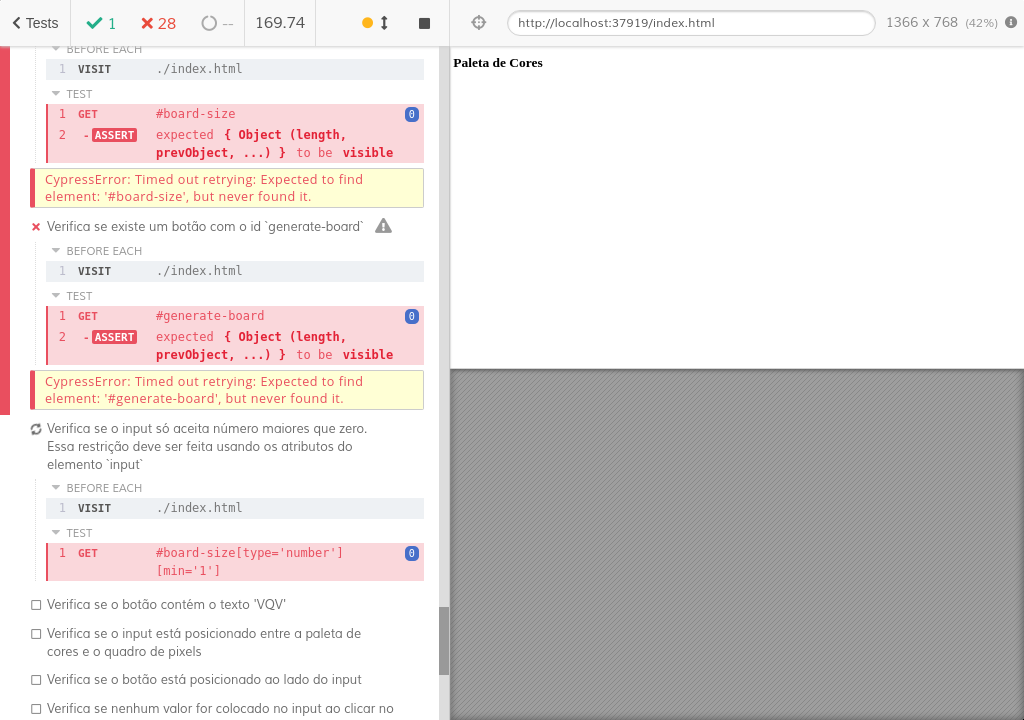 Tests
1
28
--
169.74
http://localhost:37919/index.html
1366 x 768 (42%)
BEFORE EACH
1 VISIT ./index.html
TEST
1 GET #board-size 0
2 -ASSERT expected { Object (length,
prevObject, ...) } to be visible
CypressError: Timed out retrying: Expected to find
element: '#board-size', but never found it.
Verifica se existe um botão com o id `generate-board`
BEFORE EACH
1 VISIT ./index.html
TEST
1 GET #generate-board 0
2 -ASSERT expected { Object (length,
prevObject, ...) } to be visible
CypressError: Timed out retrying: Expected to find
element: '#generate-board', but never found it.
Verifica se o input só aceita número maiores que zero.
Essa restrição deve ser feita usando os atributos do
elemento `input`
BEFORE EACH
1 VISIT ./index.html
TEST
1 GET #board-size[type='number'] 0
[min='1']
Verifica se o botão contém o texto 'VQV'
Verifica se o input está posicionado entre a paleta de
cores e o quadro de pixels
Verifica se o botão está posicionado ao lado do input
Verifica se nenhum valor for colocado no input ao clicar no
Paleta de Cores